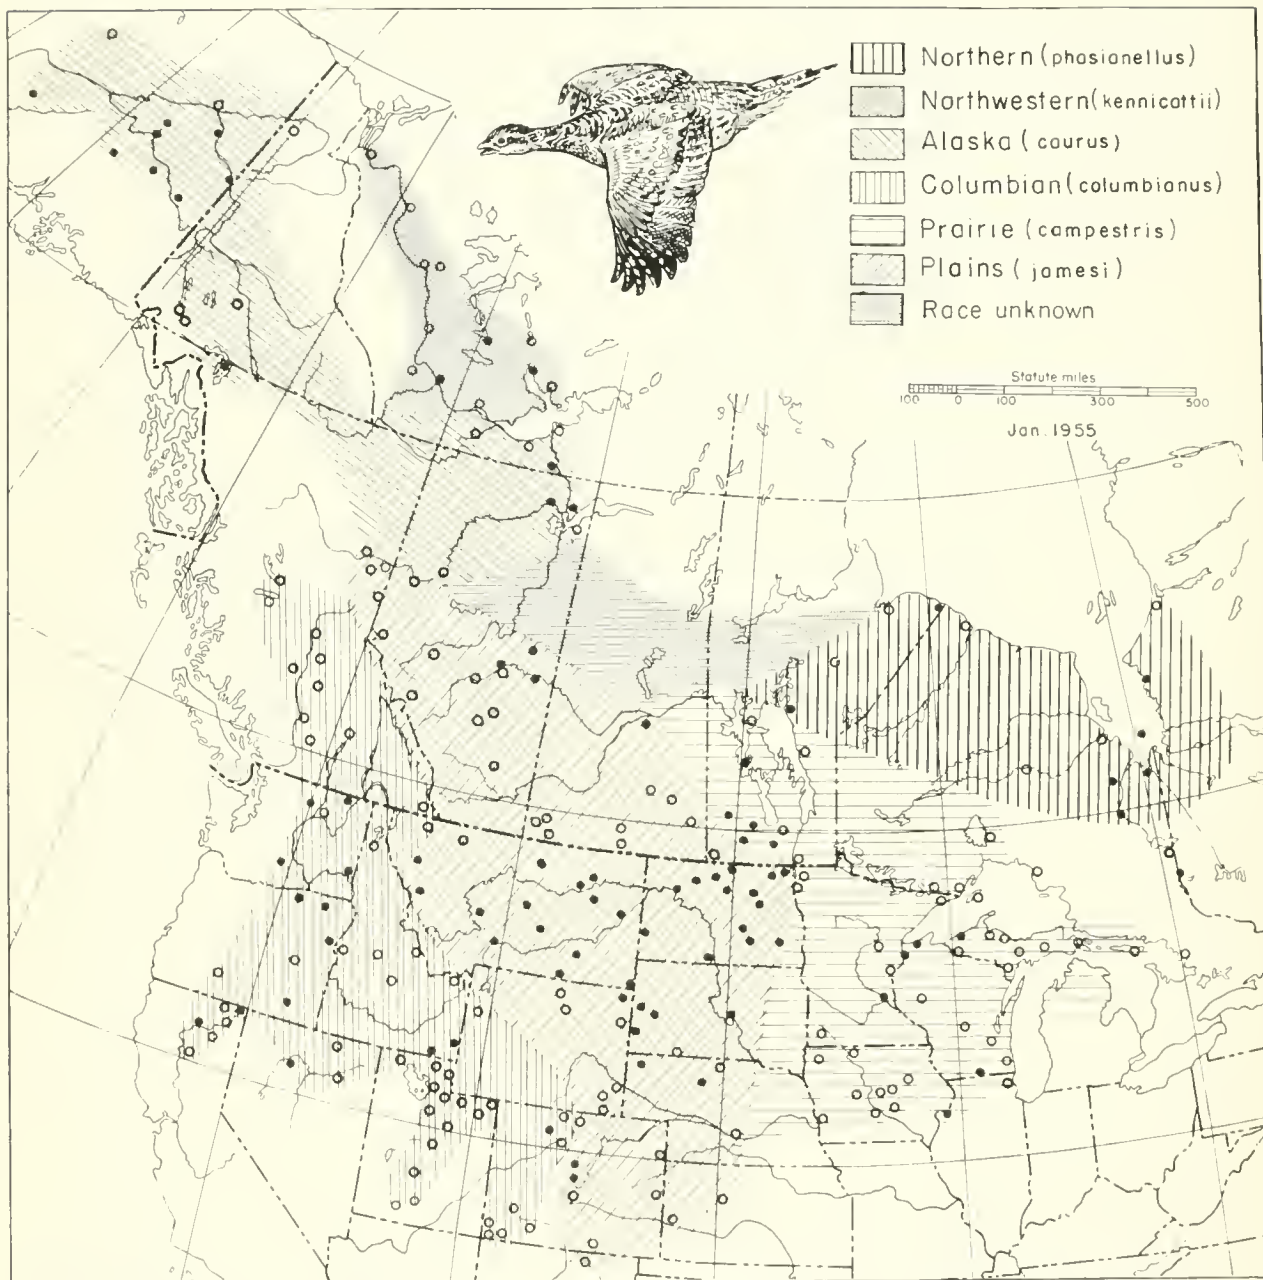 Northern (phasianellus)
Northwestern (kennicottii)
Alaska (caurus)
Columbian (columbianus)
Prairie (campestris)
Plains (jamesi)
Race unknown
Statute miles
100 0 100 300 500
Jan. 1955